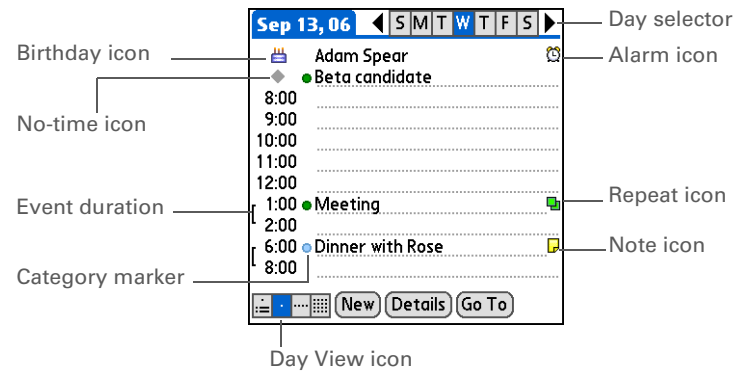 Sep 13, 06 S M T W T F S Day selector
Birthday icon Adam Spear Alarm icon
Beta candidate
No-time icon
8:00
9:00
10:00
11:00
12:00
Event duration 1:00 Meeting Repeat icon
2:00
6:00 Dinner with Rose Note icon
Category marker 8:00
New Details Go To
Day View icon